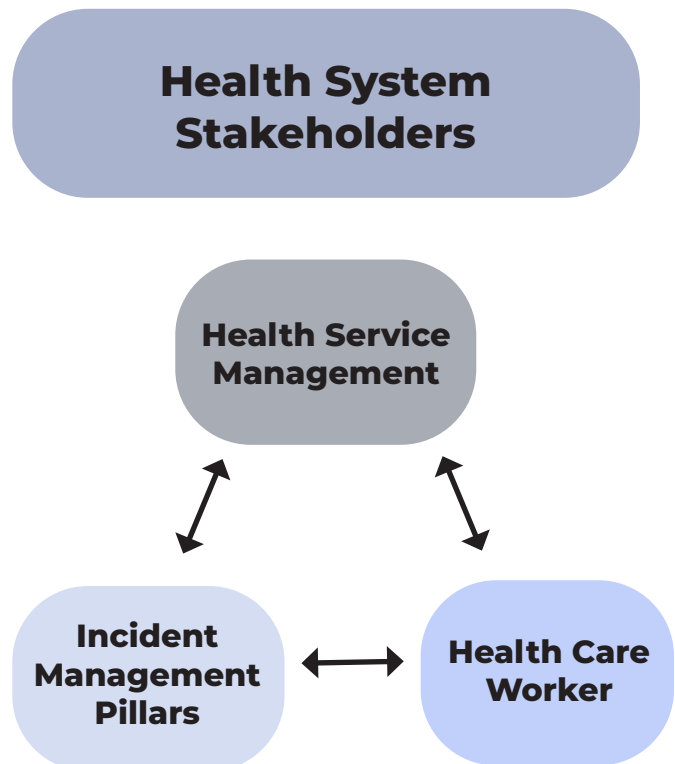 Health System
Stakeholders
Health Service
Management
Incident
Management
Pillars
Health Care
Worker